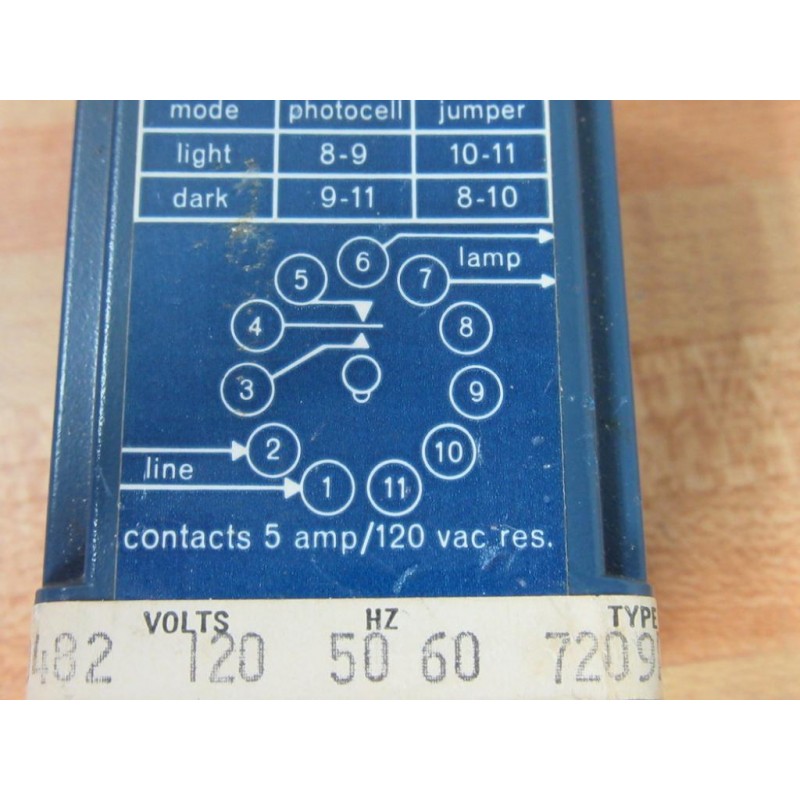 mode photocell jumper
light 8-9 10-11
dark 9-11 8-10
6
5 7 lamp
4 8
3 9
2 10
line
1 11
contacts 5 amp/120 vac res.
VOLTS HZ TYPE
482 120 50 60 7209